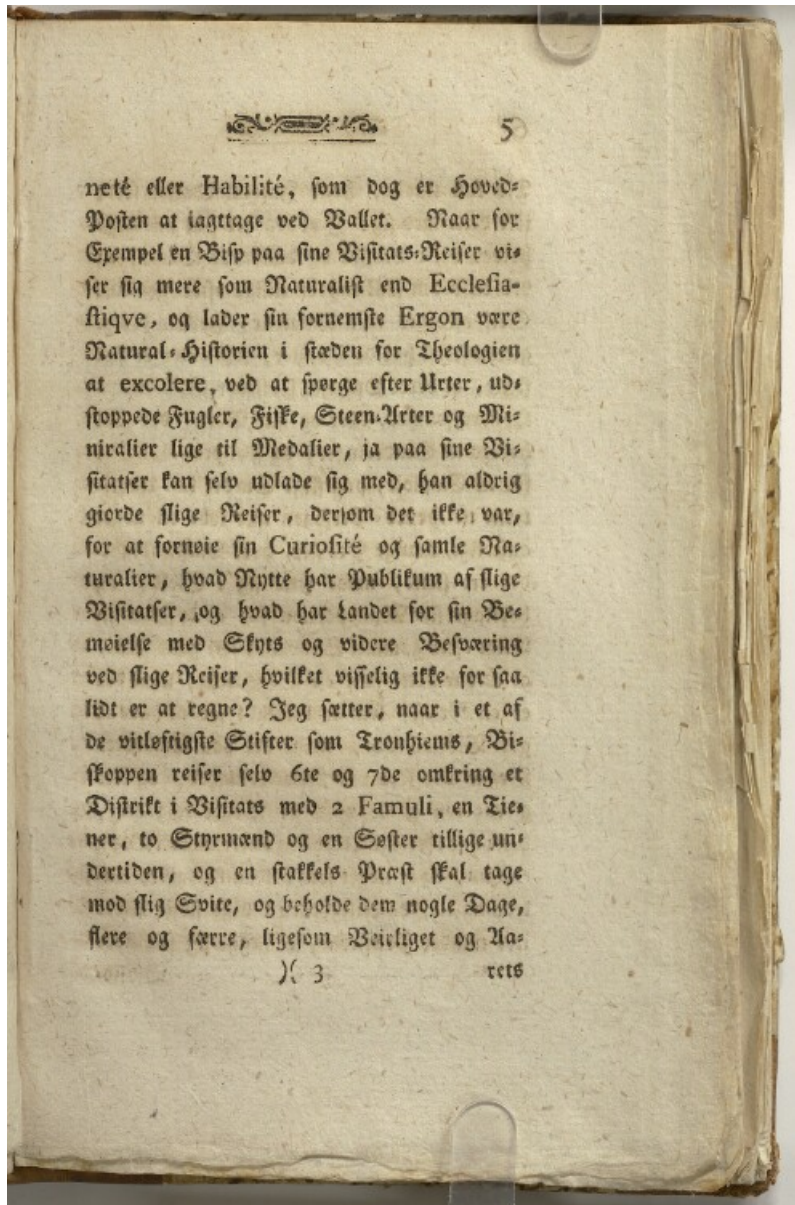 5
neté eller Habilité, som dog er Hoved-
Posten at iagttage ved Vallet. Naar for
Exempel en Bisp paa sine Visitats-Reiser vi-
ser sig mere som Naturalist end Ecclesia-
stiqve, og lader sin fornemste Ergon være
Natural-Historien i stæden for Theologien
at excolere, ved at spørge efter Urter, ud-
stoppede Fugler, Fiske, Steen-Arter og Mi-
niralier lige til Medalier, ja paa sine Vi-
sitatser kan selv udlade sig med, han aldrig
giorde slige Reiser, dersom det ikke var,
for at fornøie sin Curiosité og samle Na-
turalier, hvad Nytte har Publikum af slige
Visitatser, og hvad har Landet for sin Be-
møielse med Skyts og videre Besværing
ved slige Reiser, hvilket visselig ikke for saa
lidt er at regne? Jeg sætter, naar i et af
de vitløftigste Stifter som Tronhiems, Bi-
skoppen reiser selv 6te og 7de omkring et
Distrikt i Visitats med 2 Famuli, en Tie-
ner, to Styrmænd og en Søster tillige un-
dertiden, og en stakkels Præst skal tage
mod slig Svite, og beholde dem nogle Dage,
flere og færre, ligesom Veirliget og Aa-
)( 3 rets